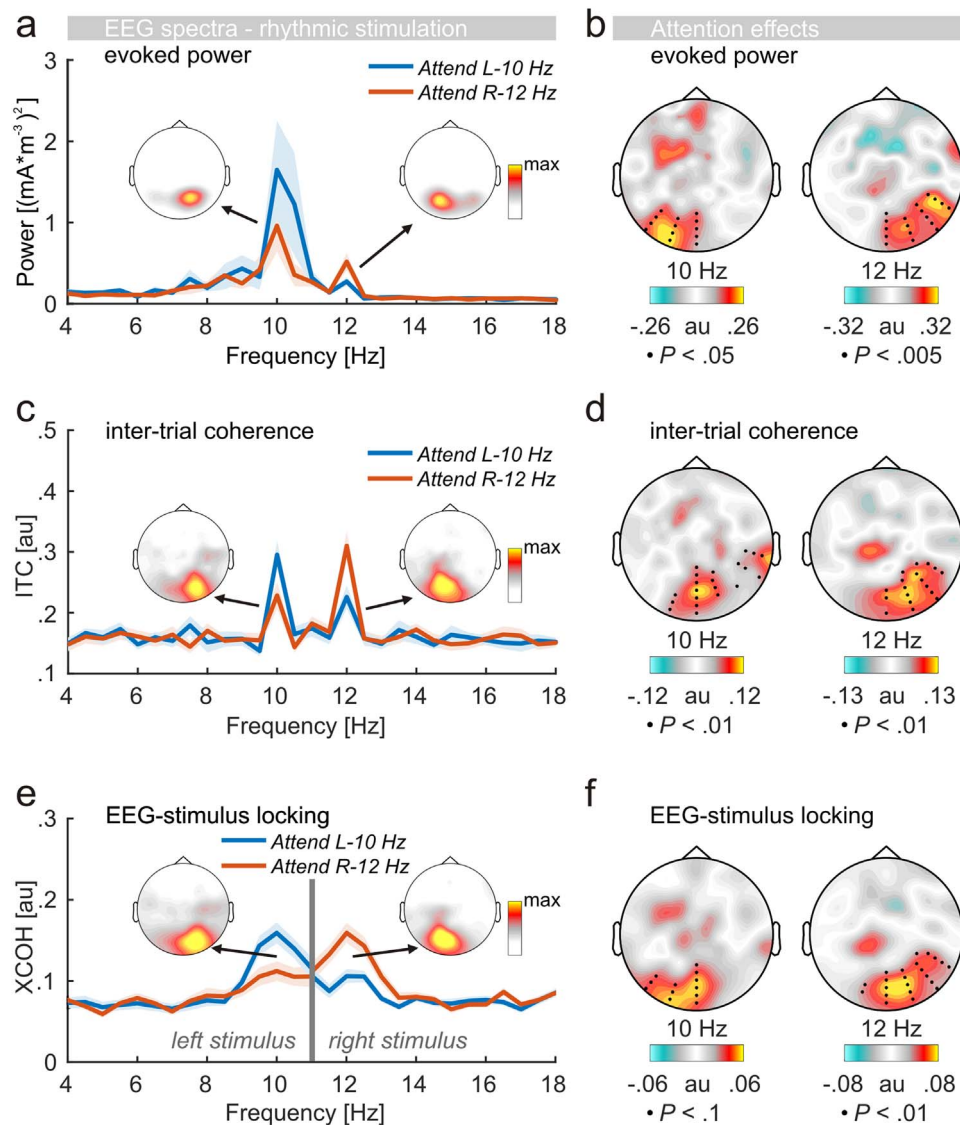 a
EEG spectra - rhythmic stimulation
evoked power
Attend L-10 Hz
Attend R-12 Hz
max
3
2
1
0
Power [(mA*m⁻³)²]
4 6 8 10 12 14 16 18
Frequency [Hz]
b
Attention effects
evoked power
10 Hz 12 Hz
-.26 au .26 -.32 au .32
• P < .05 • P < .005
c
inter-trial coherence
Attend L-10 Hz
Attend R-12 Hz
max
.5
.4
.3
.2
.1
ITC [au]
4 6 8 10 12 14 16 18
Frequency [Hz]
d
inter-trial coherence
10 Hz 12 Hz
-.12 au .12 -.13 au .13
• P < .01 • P < .01
e
EEG-stimulus locking
Attend L-10 Hz
Attend R-12 Hz
max
.3
.2
0.1
0
XCOH [au]
left stimulus right stimulus
4 6 8 10 12 14 16 18
Frequency [Hz]
f
EEG-stimulus locking
10 Hz 12 Hz
-.06 au .06 -.08 au .08
• P < .1 • P < .01